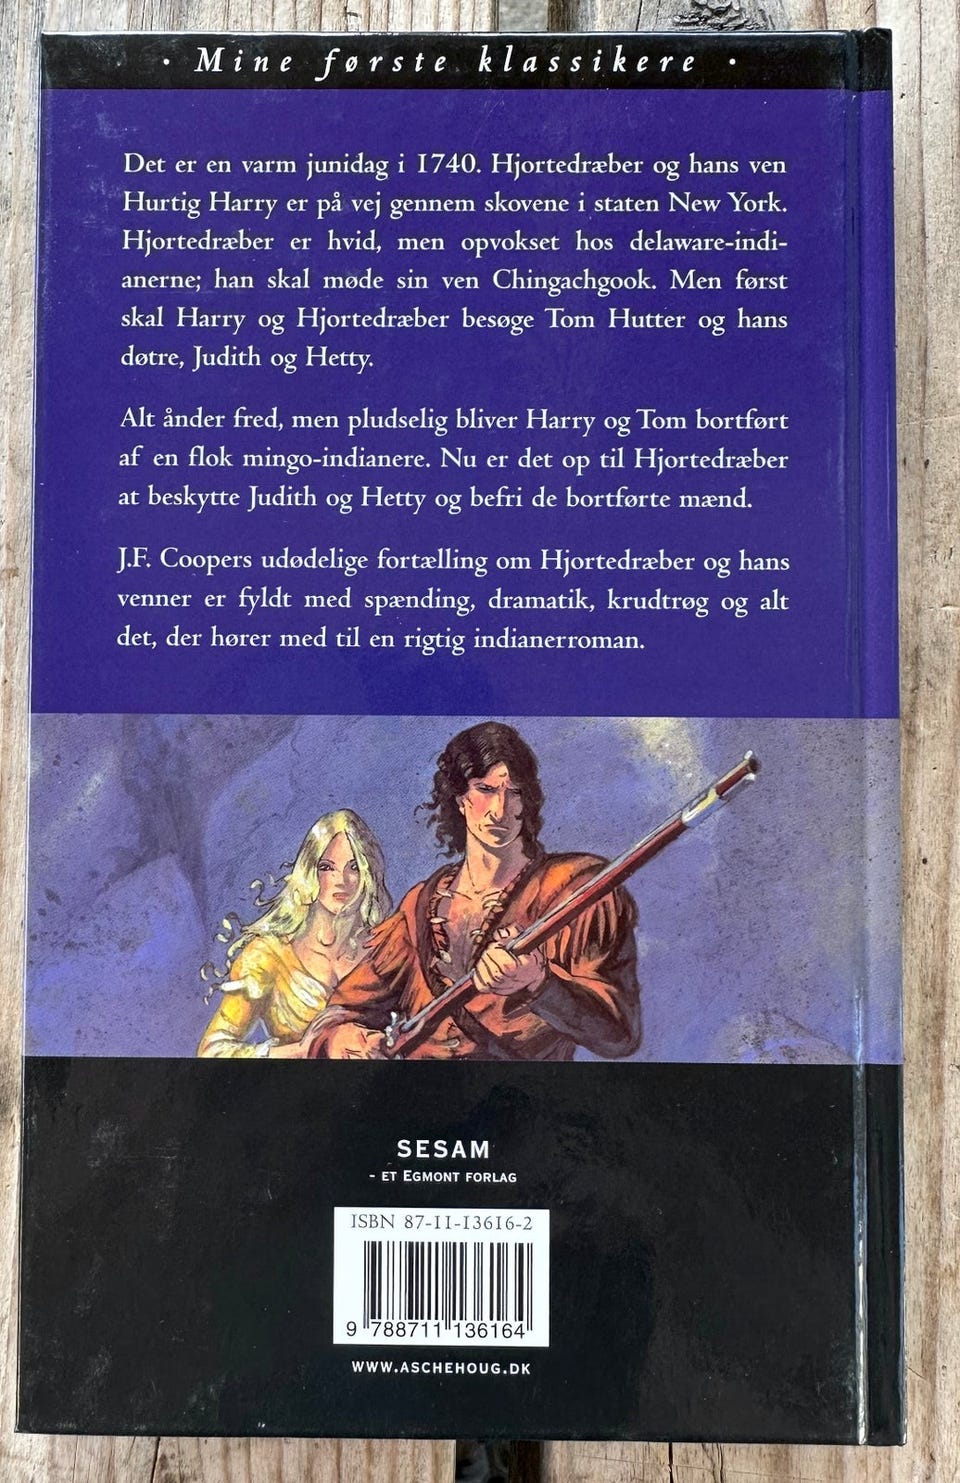 · Mine første klassikere ·
Det er en varm junidag i 1740. Hjortedræber og hans ven
Hurtig Harry er på vej gennem skovene i staten New York.
Hjortedræber er hvid, men opvokset hos delaware-indi-
anerne; han skal møde sin ven Chingachgook. Men først
skal Harry og Hjortedræber besøge Tom Hutter og hans
døtre, Judith og Hetty.
Alt ånder fred, men pludselig bliver Harry og Tom bortført
af en flok mingo-indianere. Nu er det op til Hjortedræber
at beskytte Judith og Hetty og befri de bortførte mænd.
J.F. Coopers udødelige fortælling om Hjortedræber og hans
venner er fyldt med spænding, dramatik, krudtrøg og alt
det, der hører med til en rigtig indianerroman.
SESAM
- ET EGMONT FORLAG
ISBN 87-11-13616-2
9 788711 136164
WWW.ASCHEHOUG.DK